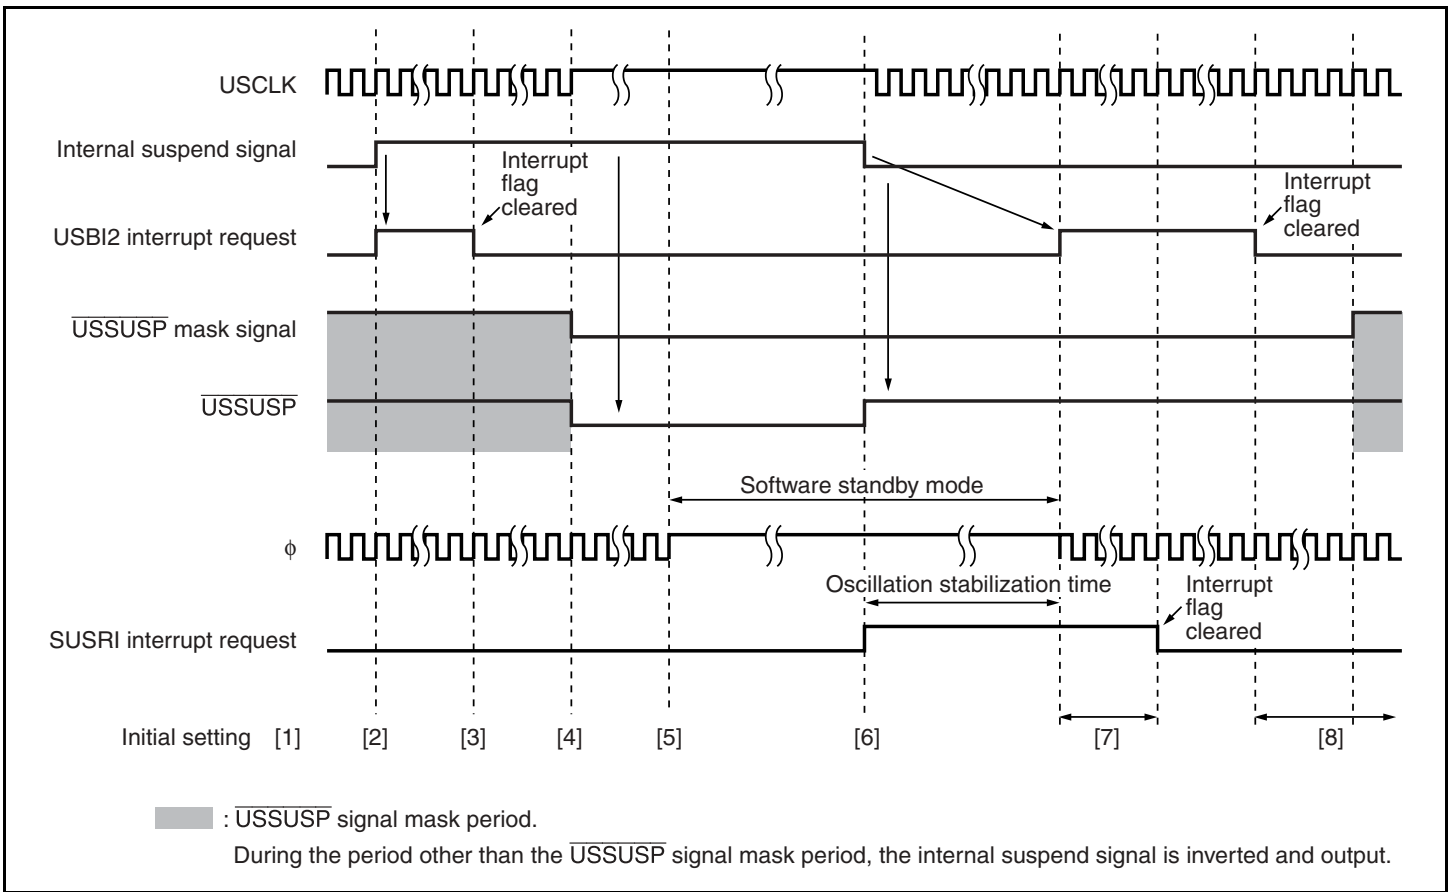 USCLK
Internal suspend signal
Interrupt
flag
cleared
Interrupt
flag
cleared
USBI2 interrupt request
USSUSP mask signal
USSUSP
Software standby mode
ϕ
Oscillation stabilization time
Interrupt
flag
cleared
SUSRI interrupt request
Initial setting [1] [2] [3] [4] [5] [6] [7] [8]
: USSUSP signal mask period.
During the period other than the USSUSP signal mask period, the internal suspend signal is inverted and output.